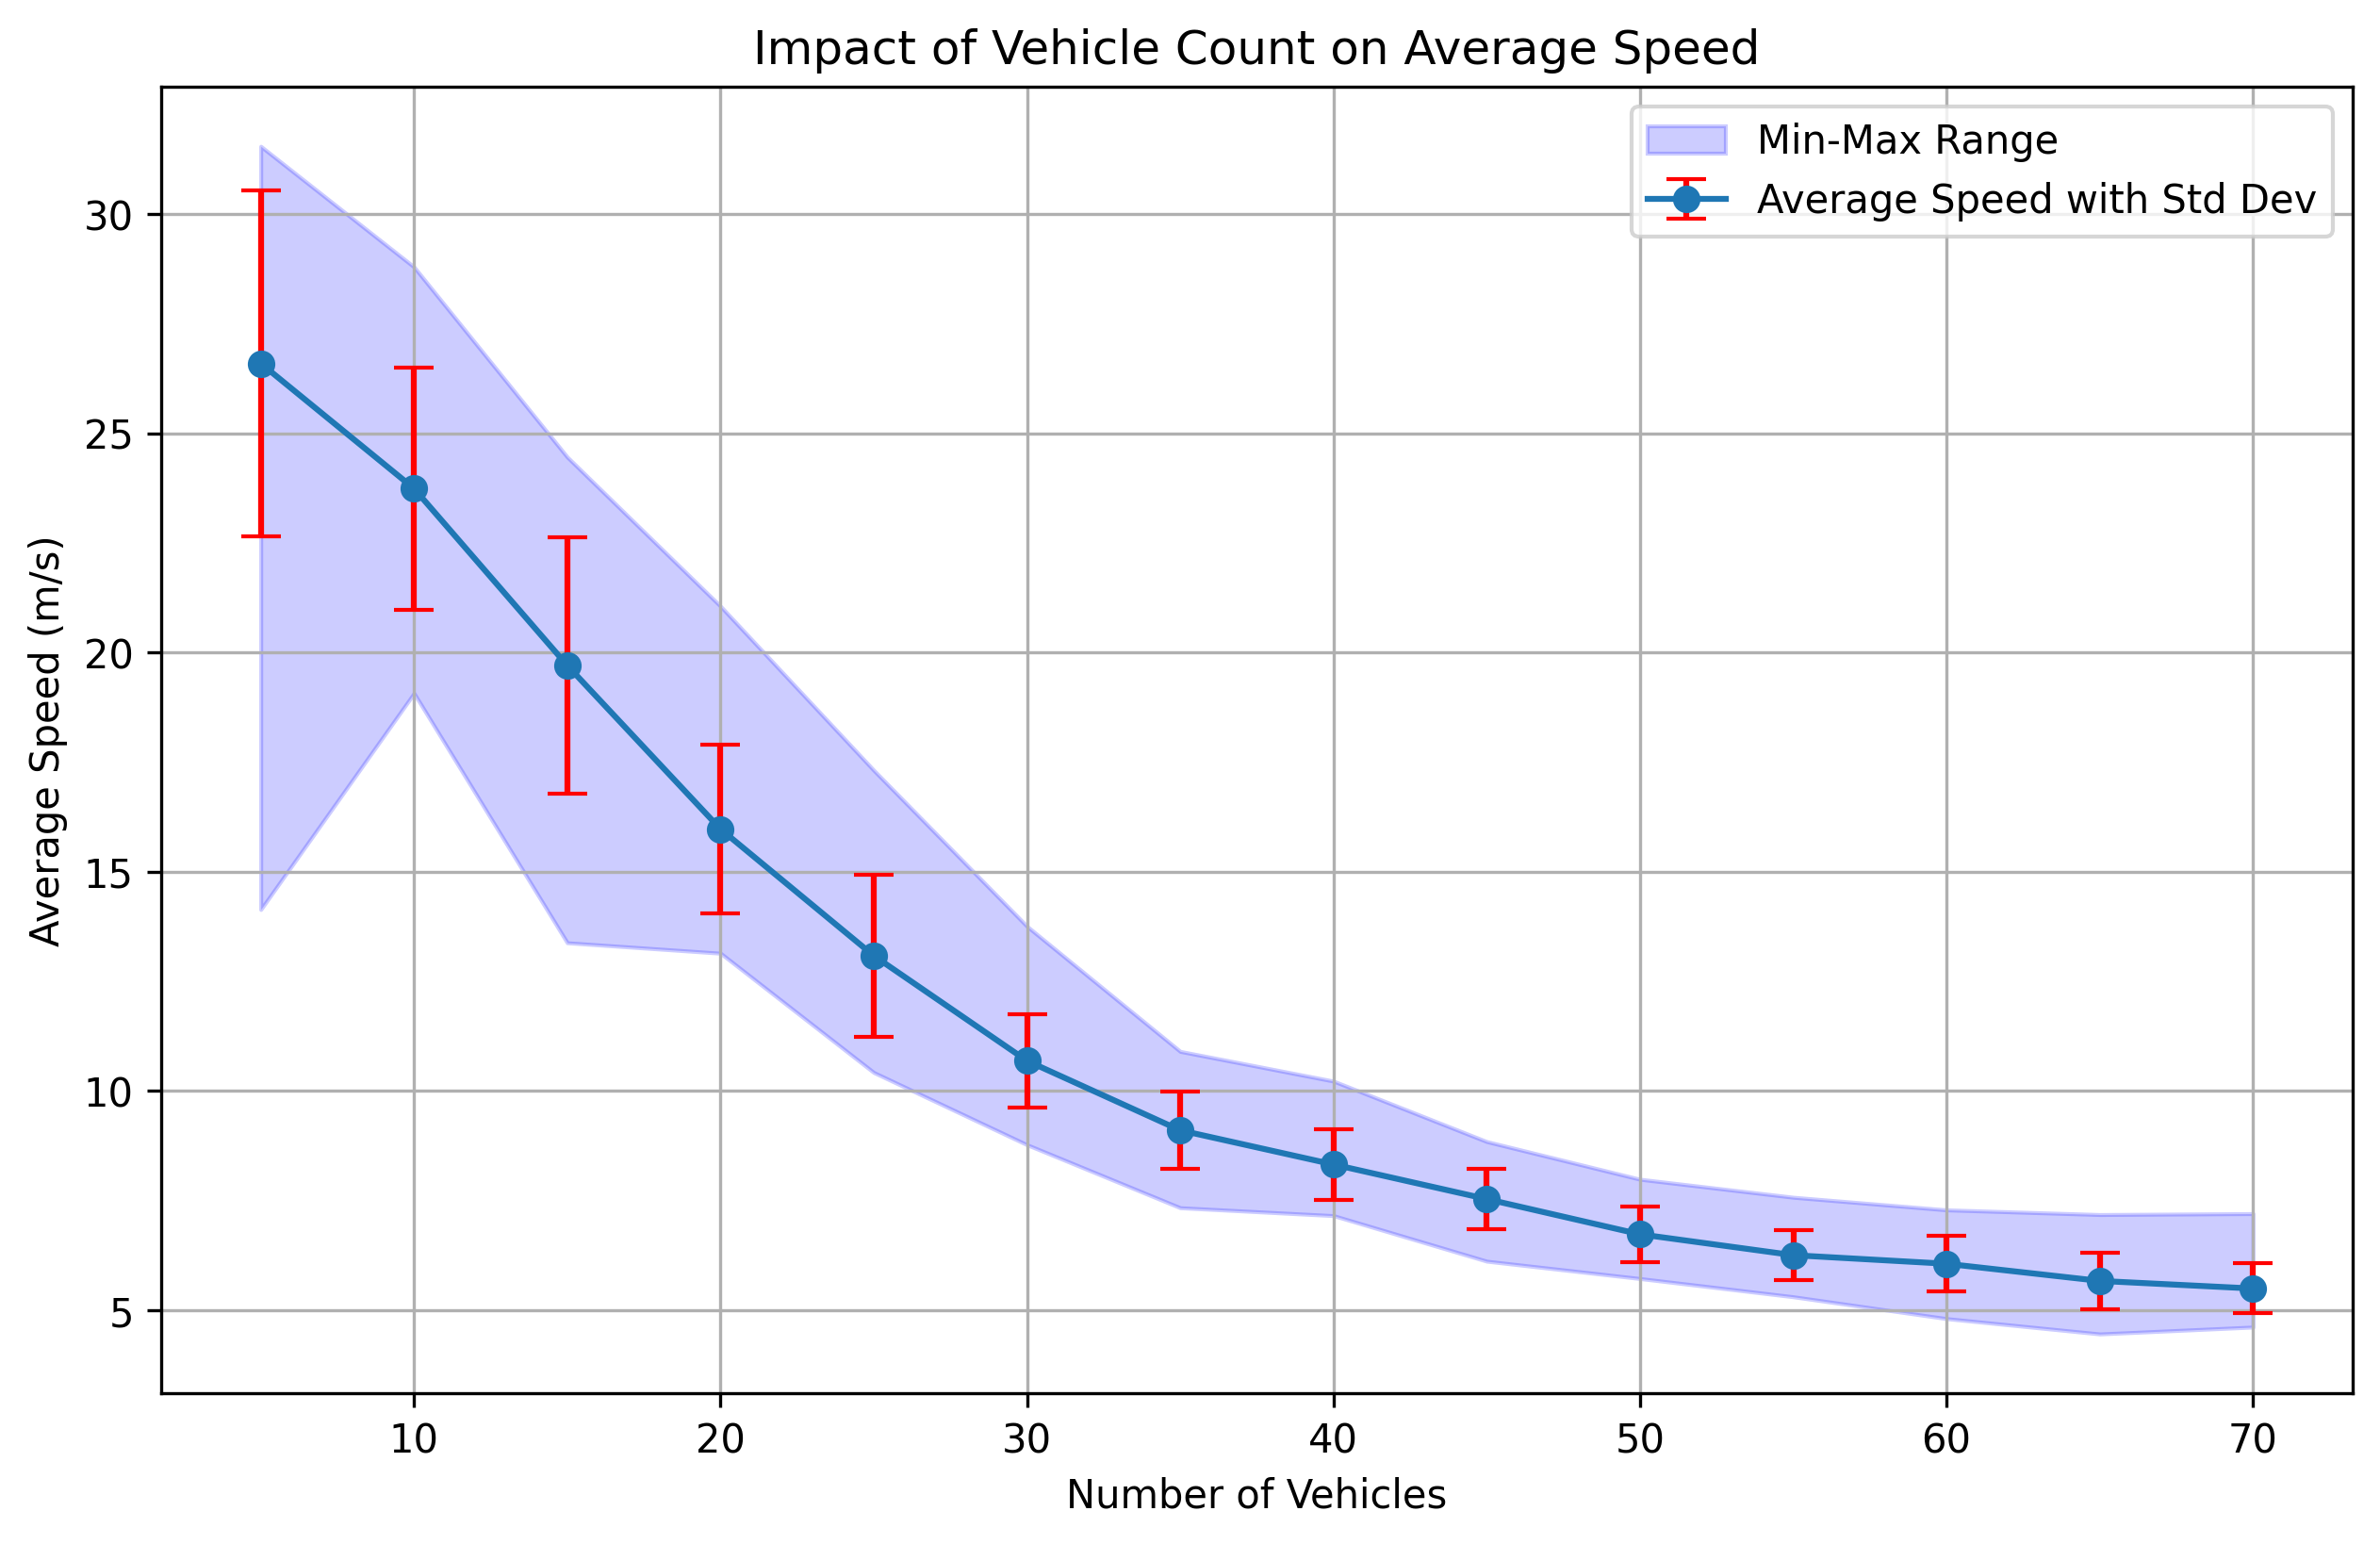 Impact of Vehicle Count on Average Speed
Min-Max Range
Average Speed with Std Dev
Average Speed (m/s)
30
25
20
15
10
5
10 20 30 40 50 60 70
Number of Vehicles